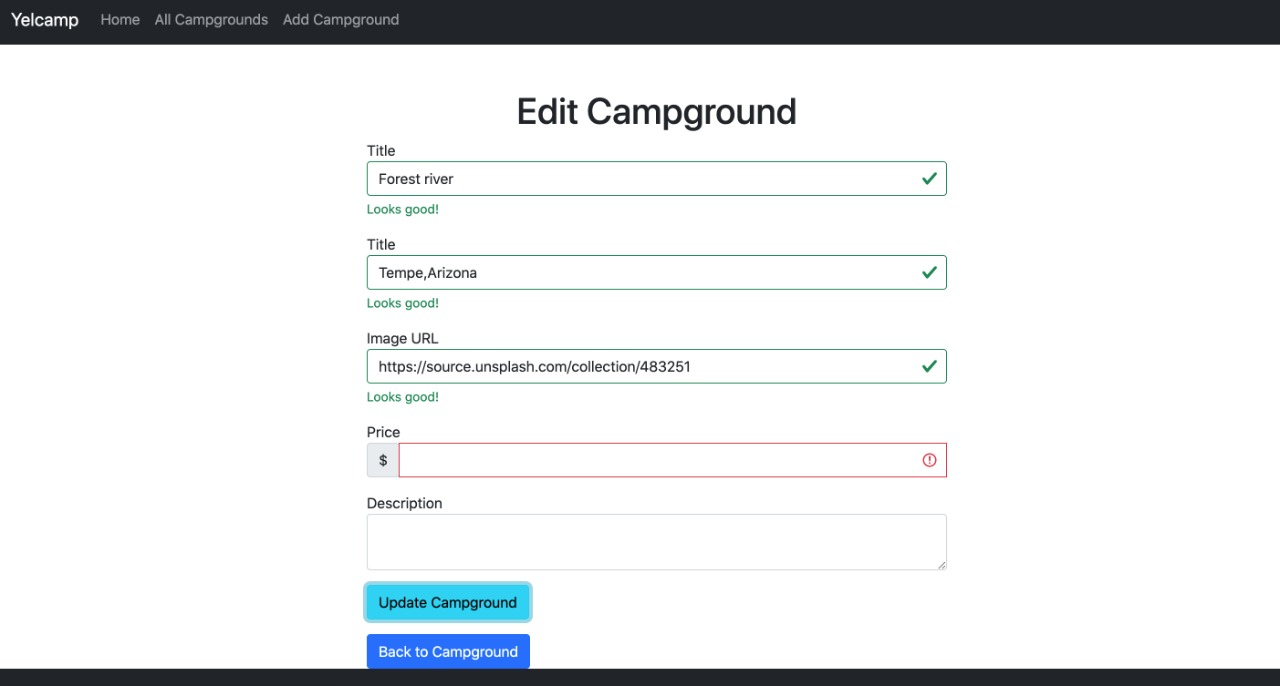 Yelcamp Home All Campgrounds Add Campground
Edit Campground
Title
Forest river
Looks good!
Title
Tempe,Arizona
Looks good!
Image URL
https://source.unsplash.com/collection/483251
Looks good!
Price
$
Description
Update Campground
Back to Campground